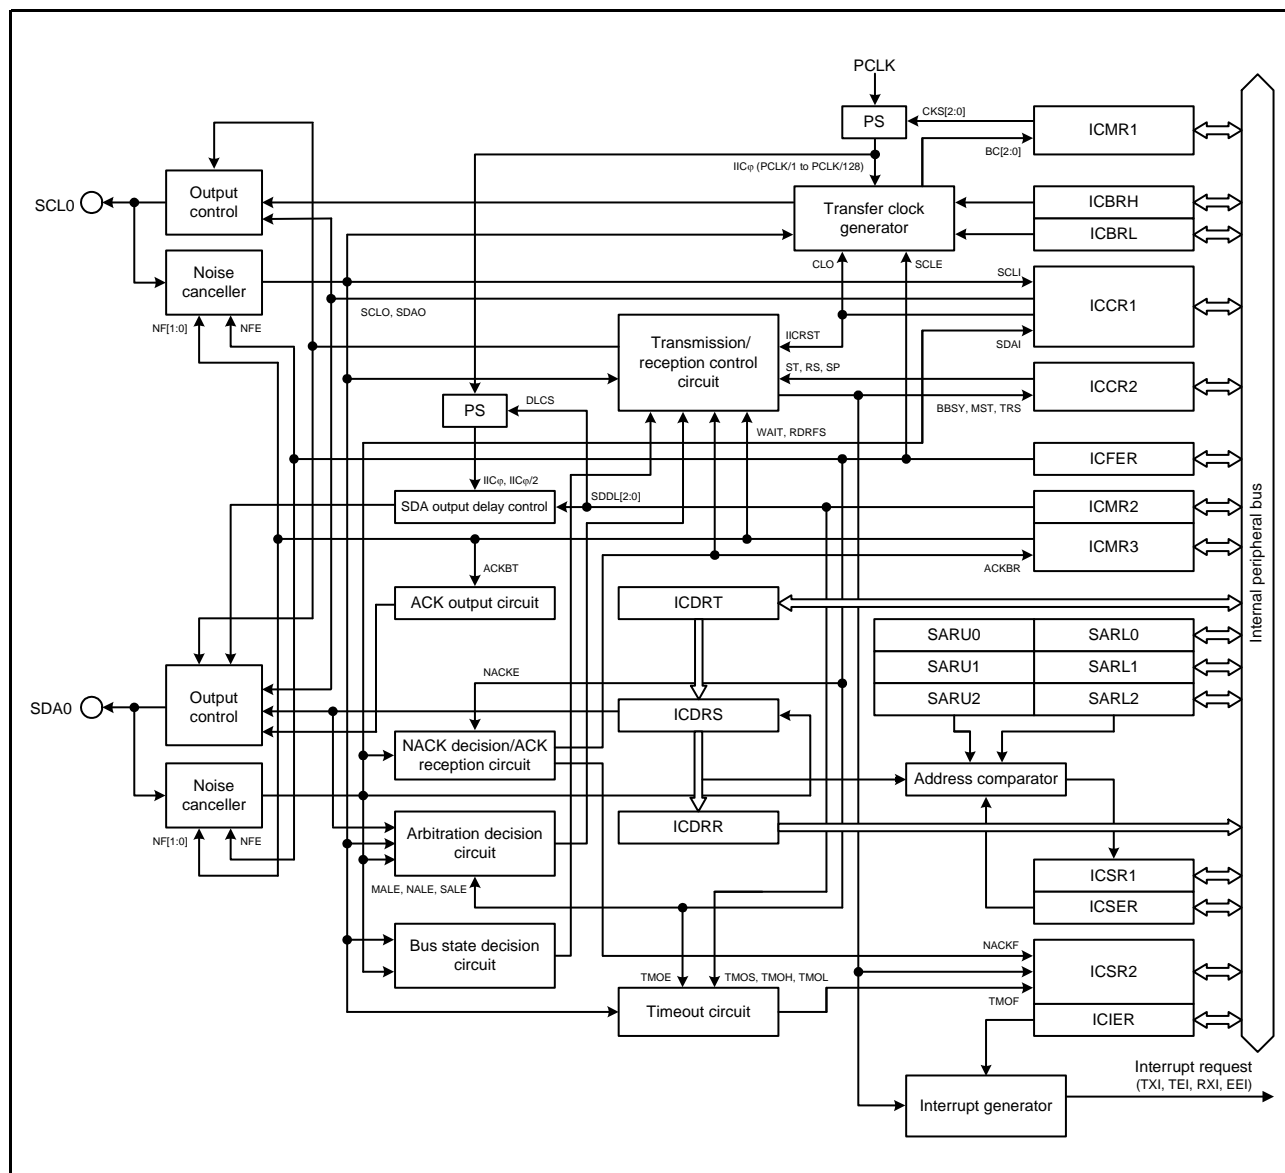 PCLK
PS
CKS[2:0]
ICMR1
BC[2:0]
IICφ (PCLK/1 to PCLK/128)
SCL0
Output
control
Transfer clock
generator
ICBRH
ICBRL
Noise
canceller
CLO
SCLE
SCLI
ICCR1
NF[1:0]
NFE
SCLO, SDAO
Transmission/
reception control
circuit
IICRST
SDAI
ST, RS, SP
ICCR2
BBSY, MST, TRS
PS
DLCS
WAIT, RDRFS
ICFER
IICφ, IICφ/2
SDA output delay control
SDDL[2:0]
ICMR2
ICMR3
ACKBT
ACKBR
ACK output circuit
ICDRT
Internal peripheral bus
SARU0
SARL0
SARU1
SARL1
SARU2
SARL2
NACKE
SDA0
Output
control
ICDRS
NACK decision/ACK
reception circuit
Address comparator
Noise
canceller
ICDRR
Arbitration decision
circuit
NF[1:0]
NFE
ICSR1
MALE, NALE, SALE
ICSER
Bus state decision
circuit
NACKF
ICSR2
TMOE
TMOS, TMOH, TMOL
Timeout circuit
TMOF
ICIER
Interrupt request
(TXI, TEI, RXI, EEI)
Interrupt generator